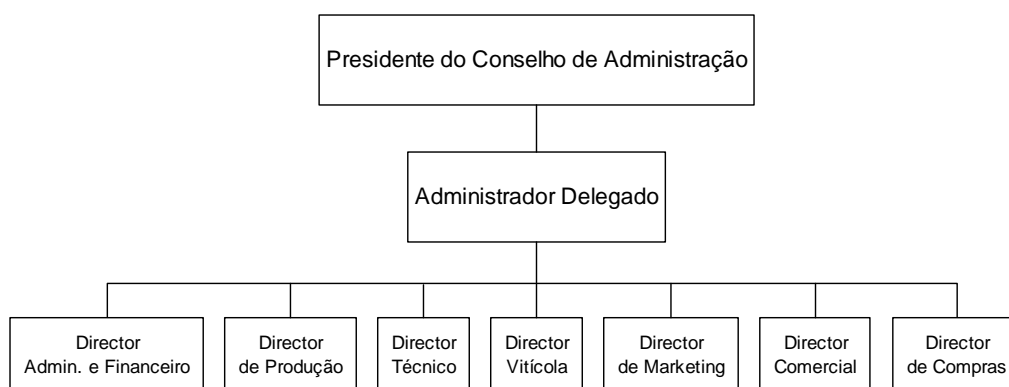 Presidente do Conselho de Administração
Administrador Delegado
Director
Admin. e Financeiro
Director
de Produção
Director
Técnico
Director
Vitícola
Director
de Marketing
Director
Comercial
Director
de Compras